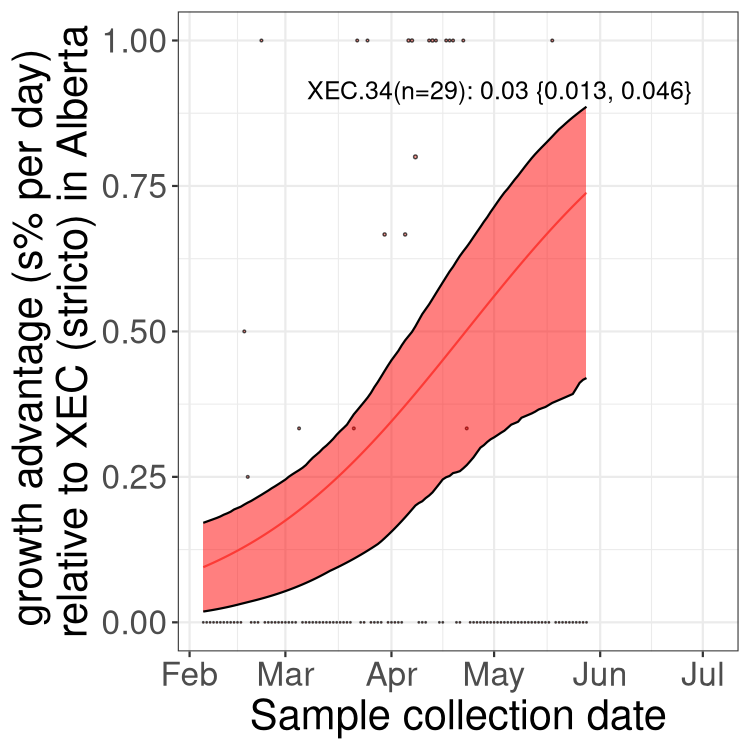 growth advantage (s% per day)
relative to XEC (stricto) in Alberta
1.00
0.75
0.50
0.25
0.00
XEC.34(n=29): 0.03 {0.013, 0.046}
Feb Mar Apr May Jun Jul
Sample collection date